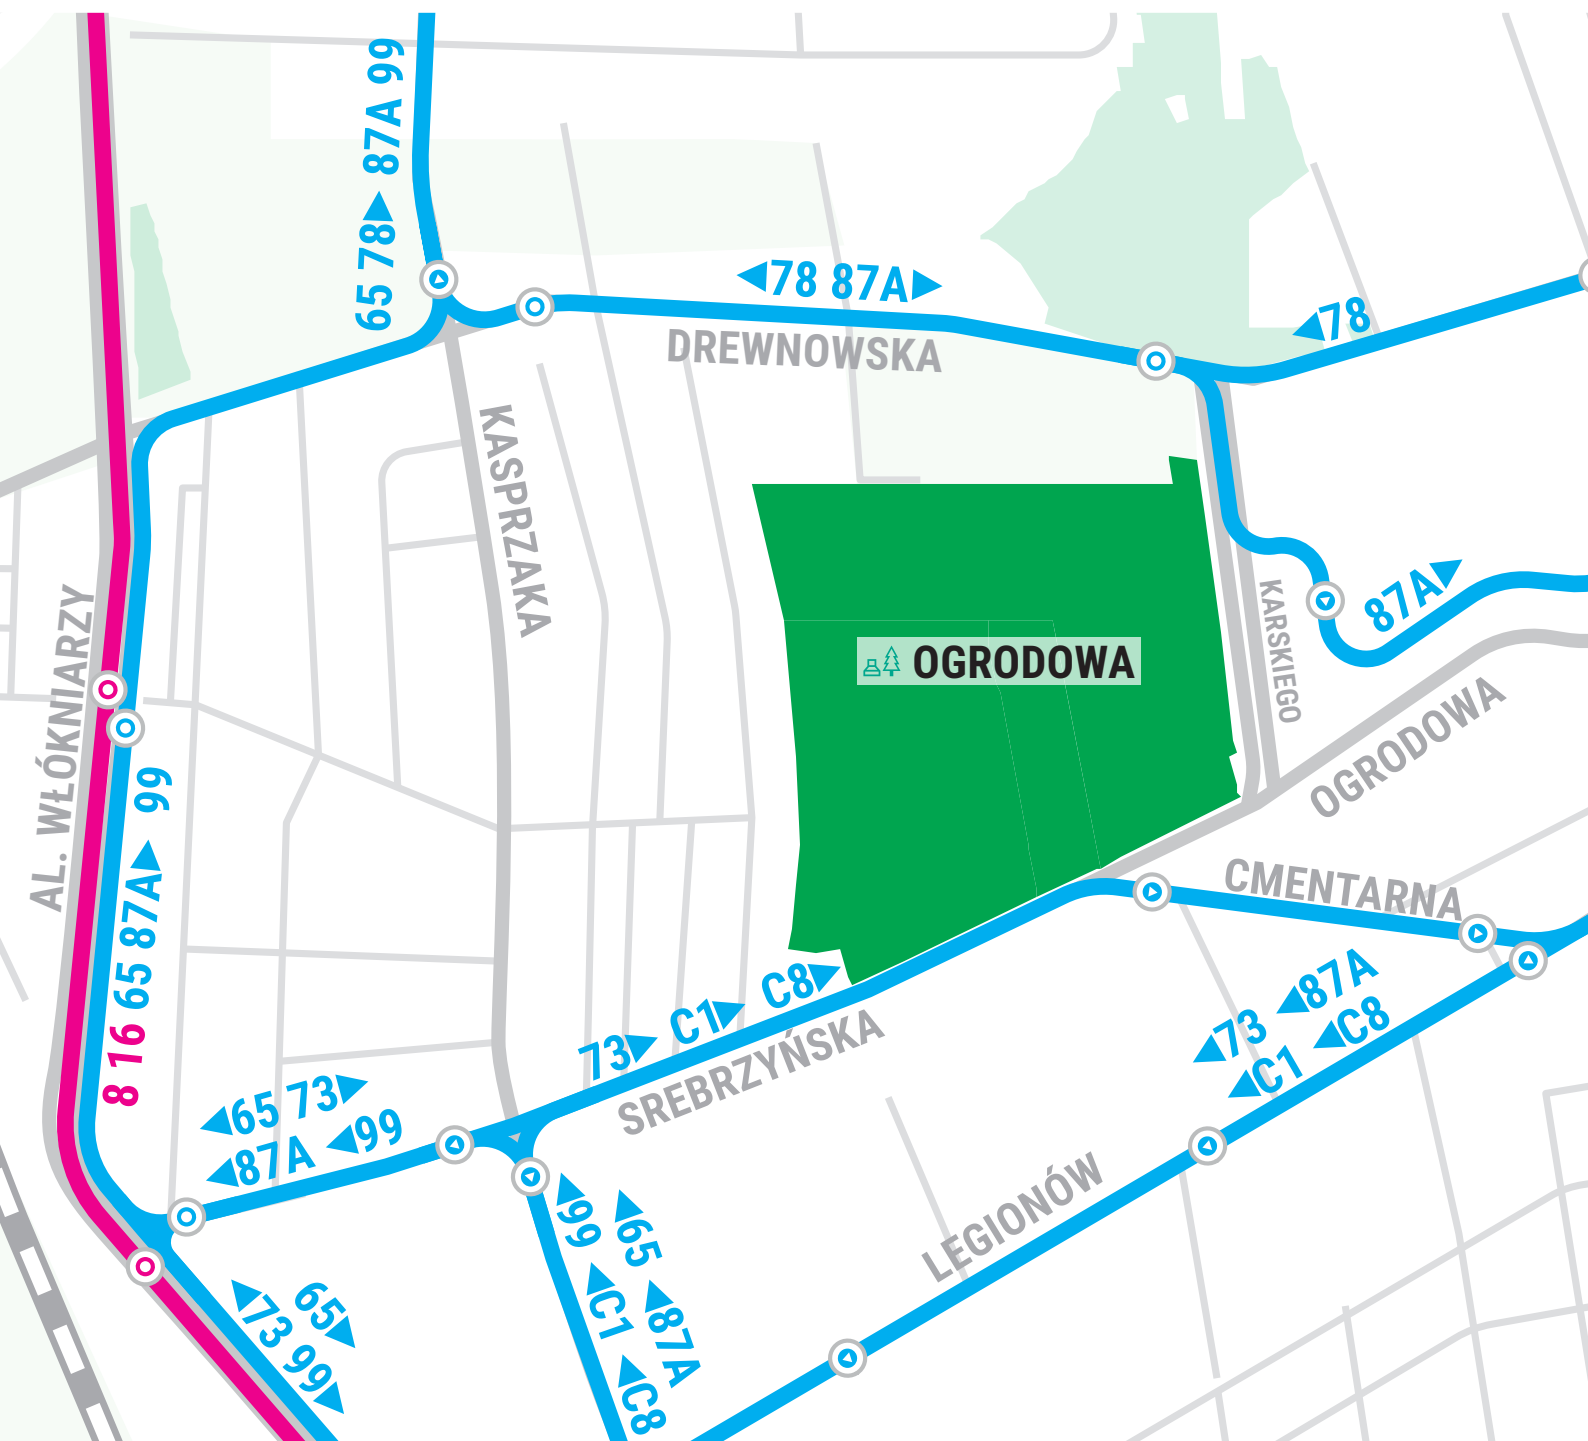 65 78 87A 99
78 87A
DREWNOWSKA
78
KASPRZAKA
87A
KARSKIEGO
OGRODOWA
OGRODOWA
AL. WŁÓKNIARZY
99
8 16 65 87A
CMENTARNA
73 C1 C8
SREBRZYŃSKA
73 87A
C1 C8
65 73
87A 99
LEGIONÓW
99 65
C1 87A
C8
65
73 99